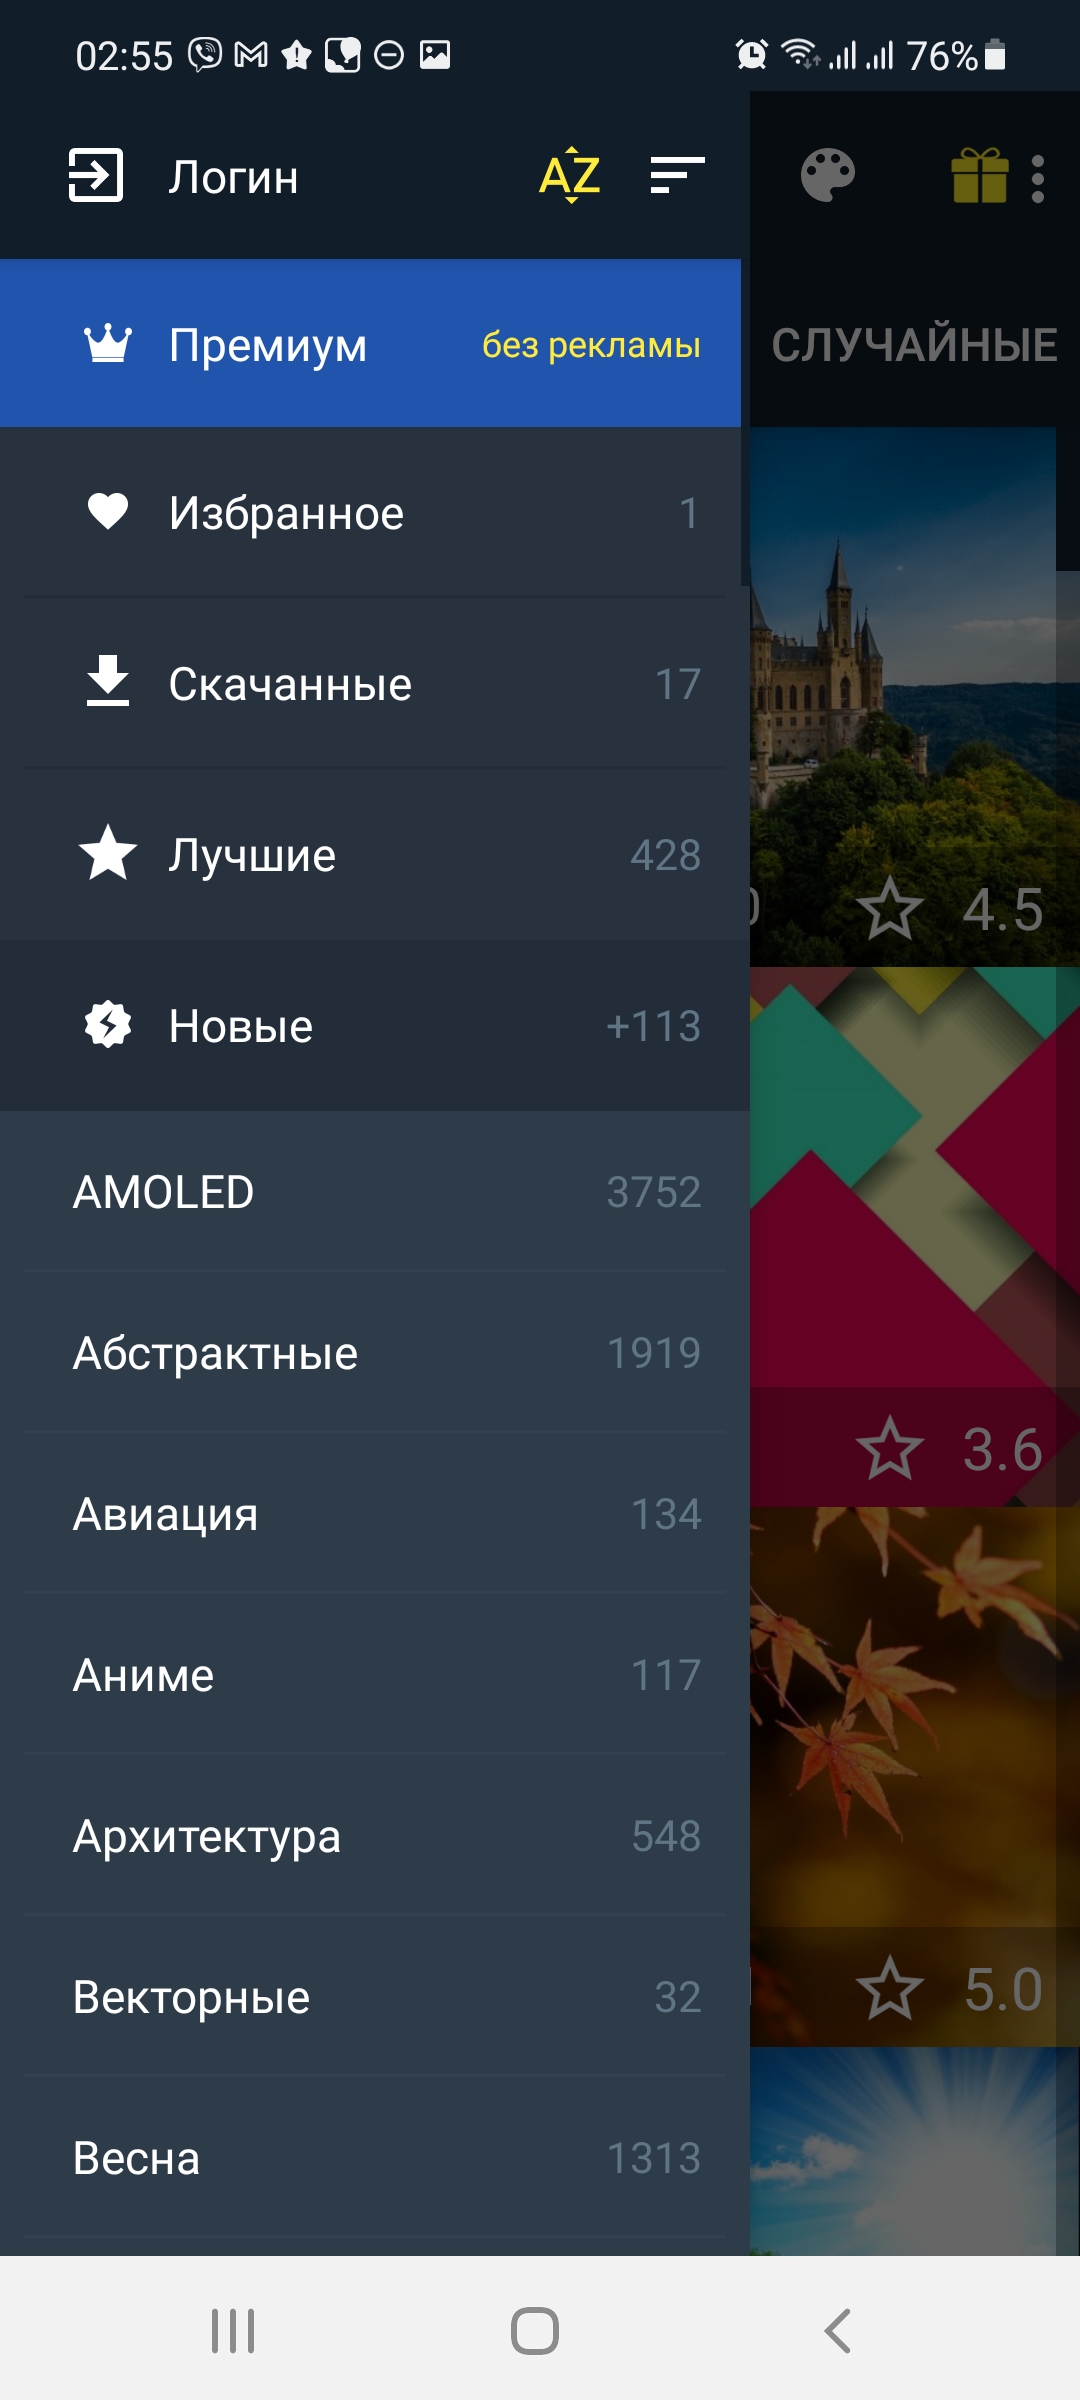 02:55
76%
Логин
AZ
Премиум
без рекламы
СЛУЧАЙНЫЕ
Избранное
1
Скачанные
17
Лучшие
428
4.5
Новые
+113
AMOLED
3752
Абстрактные
1919
3.6
Авиация
134
Аниме
117
Архитектура
548
Векторные
32
5.0
Весна
1313